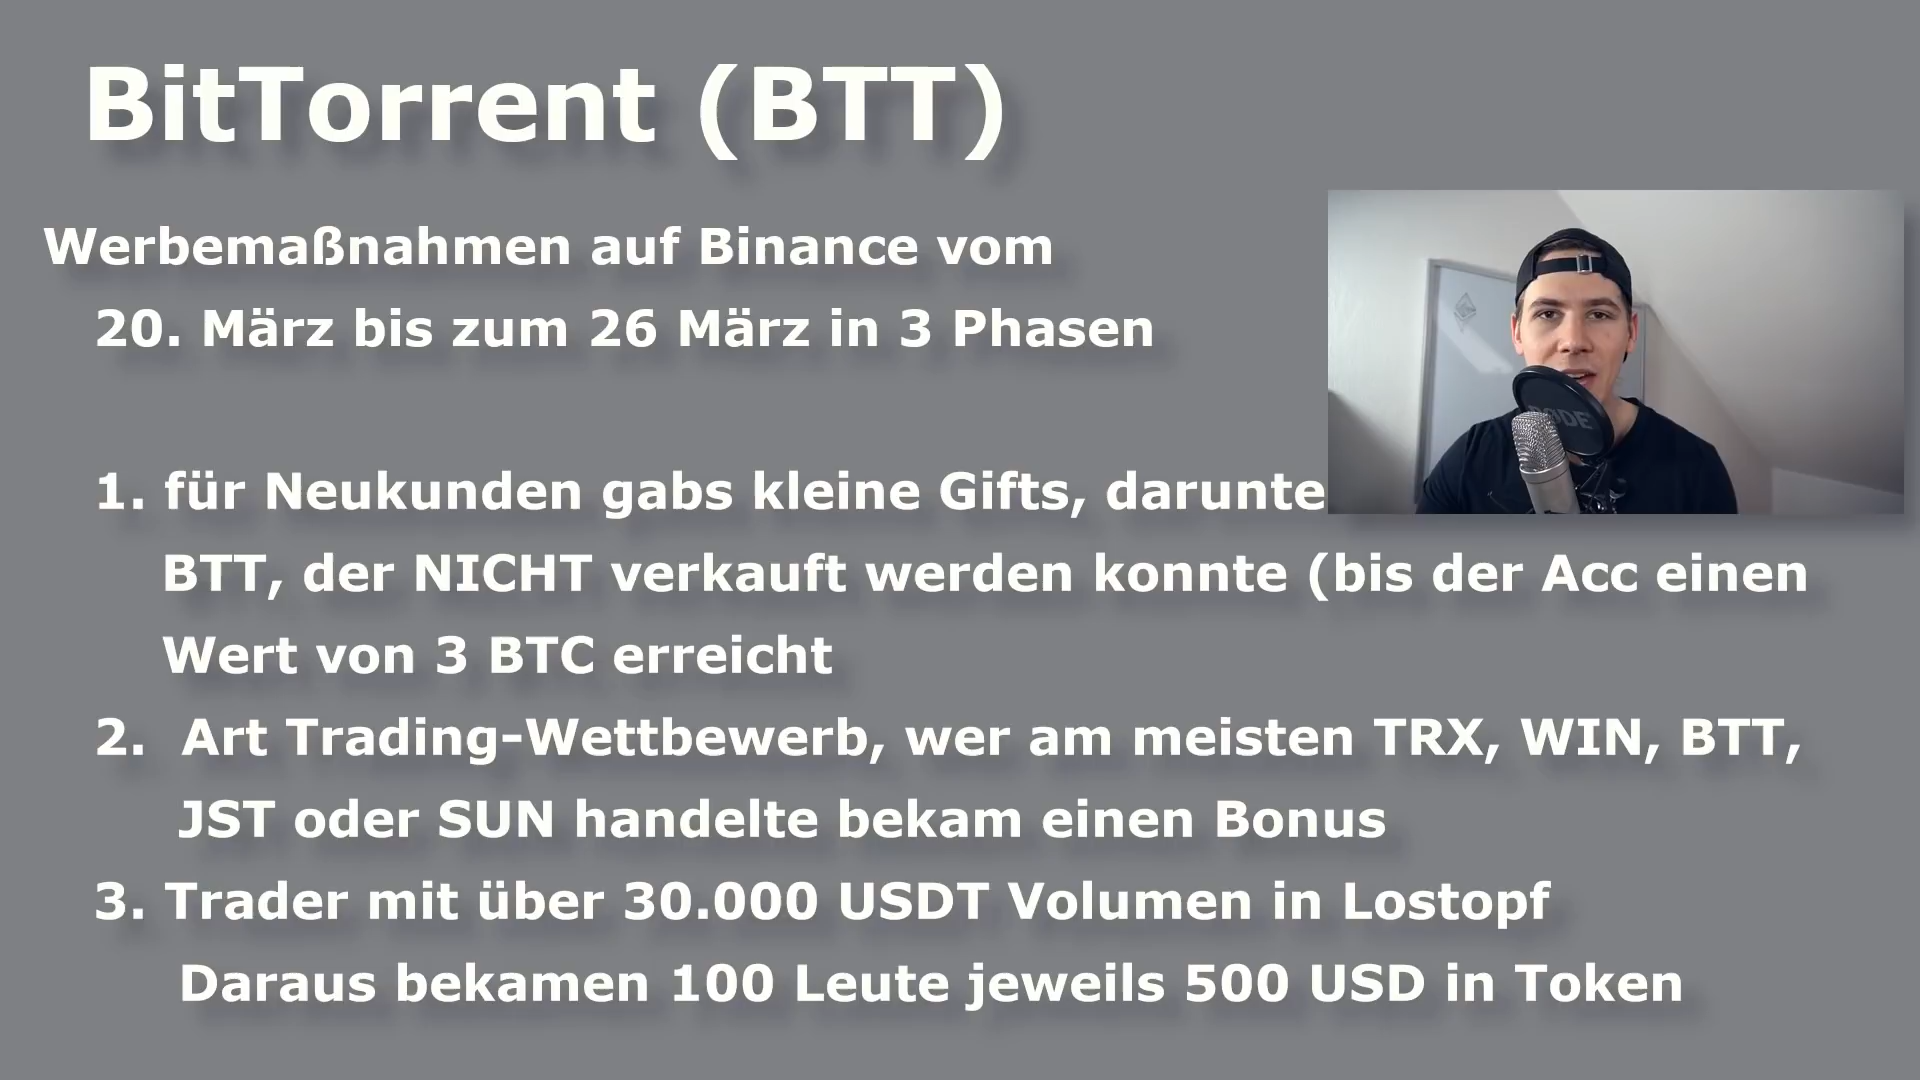 BitTorrent (BTT)
Werbemaßnahmen auf Binance vom
20. März bis zum 26 März in 3 Phasen
1. für Neukunden gabs kleine Gifts, darunte
BTT, der NICHT verkauft werden konnte (bis der Acc einen
Wert von 3 BTC erreicht
2. Art Trading-Wettbewerb, wer am meisten TRX, WIN, BTT,
JST oder SUN handelte bekam einen Bonus
3. Trader mit über 30.000 USDT Volumen in Lostopf
Daraus bekamen 100 Leute jeweils 500 USD in Token
RODE